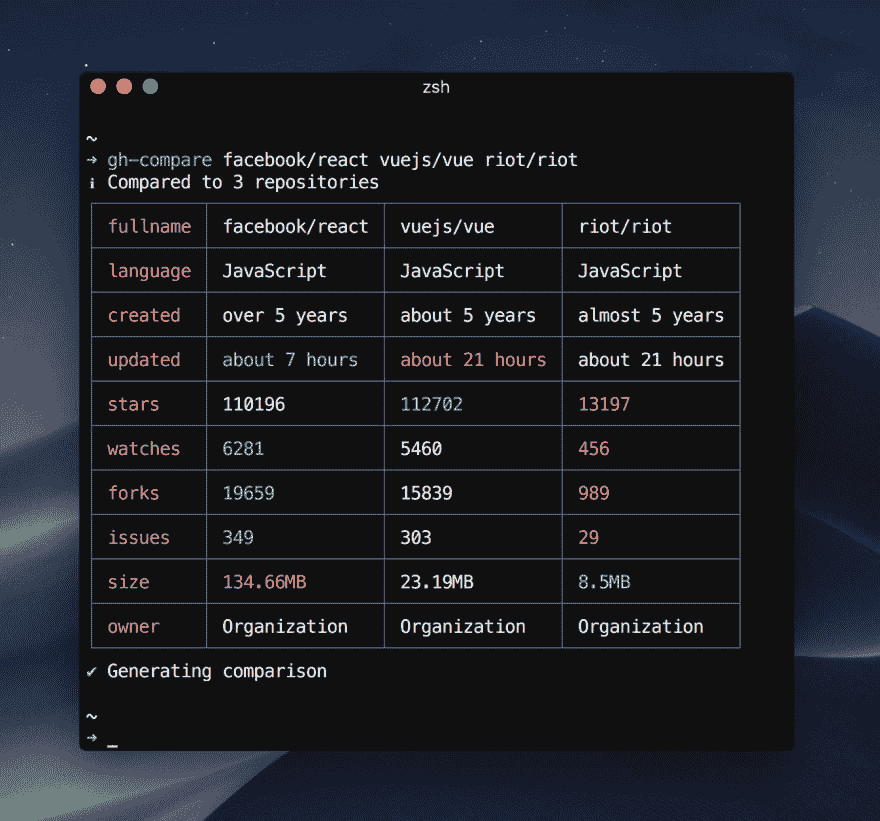 zsh
~
→ gh-compare facebook/react vuejs/vue riot/riot
ℹ Compared to 3 repositories
fullname facebook/react vuejs/vue riot/riot
language JavaScript JavaScript JavaScript
created over 5 years about 5 years almost 5 years
updated about 7 hours about 21 hours about 21 hours
stars 110196 112702 13197
watches 6281 5460 456
forks 19659 15839 989
issues 349 303 29
size 134.66MB 23.19MB 8.5MB
owner Organization Organization Organization
✔ Generating comparison
~
→ _